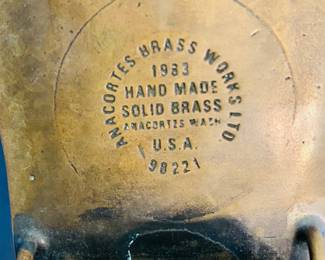 ANACORTES BRASS WORKS LTD.
1983
HAND MADE
SOLID BRASS
ANACORTES WASH
U.S.A.
98221